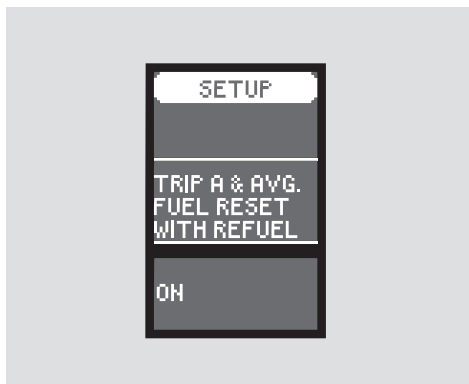 SETUP
TRIP A & AVG.
FUEL RESET
WITH REFUEL
ON